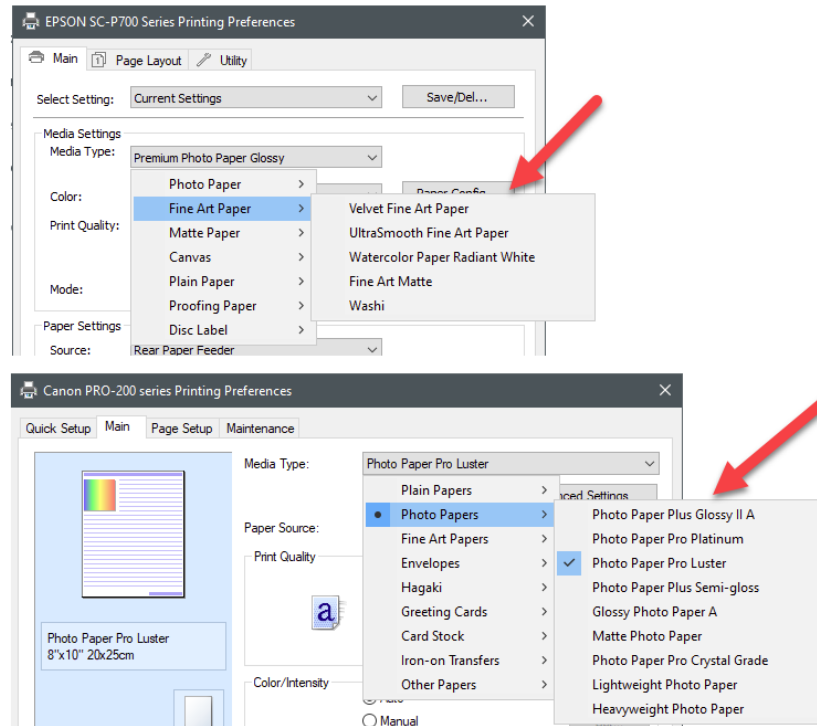 EPSON SC-P700 Series Printing Preferences
Main
Page Layout
Utility
Select Setting:
Current Settings
Save/Del...
Media Settings
Media Type:
Premium Photo Paper Glossy
Photo Paper
Color:
Paper Config...
Fine Art Paper
Velvet Fine Art Paper
Print Quality:
Matte Paper
UltraSmooth Fine Art Paper
Canvas
Watercolor Paper Radiant White
Plain Paper
Fine Art Matte
Mode:
Proofing Paper
Washi
Paper Settings
Disc Label
Source:
Rear Paper Feeder
Canon PRO-200 series Printing Preferences
Quick Setup
Main
Page Setup
Maintenance
Media Type:
Photo Paper Pro Luster
Plain Papers
nced Settings
Photo Papers
Photo Paper Plus Glossy II A
Paper Source:
Fine Art Papers
Photo Paper Pro Platinum
Print Quality
Envelopes
Photo Paper Pro Luster
Hagaki
Photo Paper Plus Semi-gloss
a
Greeting Cards
Glossy Photo Paper A
Photo Paper Pro Luster
8"x10" 20x25cm
Card Stock
Matte Photo Paper
Iron-on Transfers
Photo Paper Pro Crystal Grade
Color/Intensity
Other Papers
Lightweight Photo Paper
Heavyweight Photo Paper
Manual